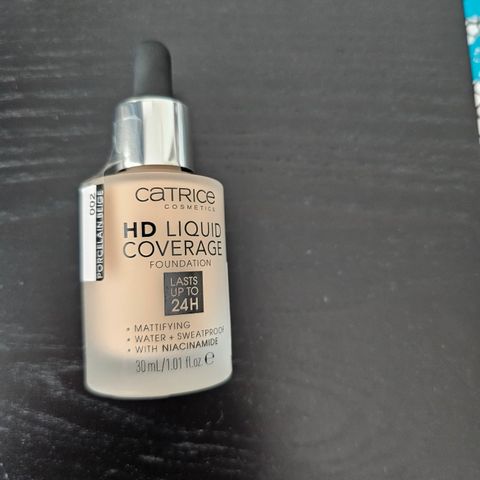 CATRICE
COSMETICS
HD LIQUID
COVERAGE
FOUNDATION
LASTS
UP TO
24H
• MATTIFYING
• WATER + SWEATPROOF
• WITH NIACINAMIDE
30 mL/1.01 fl.oz. ℮
002
PORCELAIN BEIGE